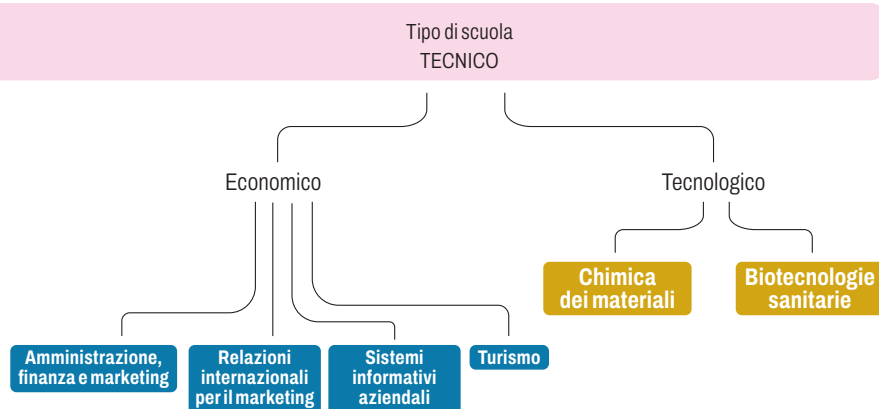 Tipo di scuola
TECNICO
Economico
Tecnologico
Chimica
dei materiali
Biotecnologie
sanitarie
Amministrazione,
finanza e marketing
Relazioni
internazionali
per il marketing
Sistemi
informativi
aziendali
Turismo